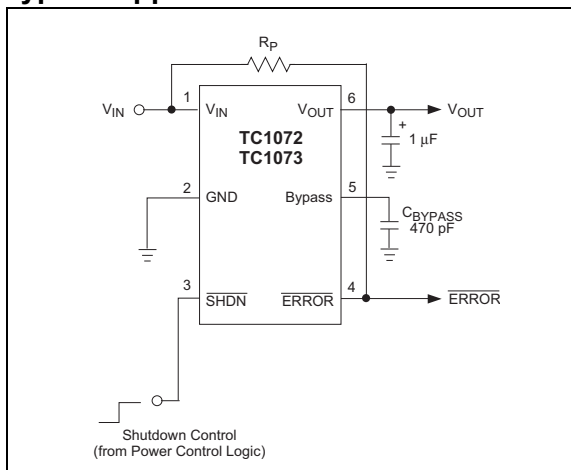 R_P
V_IN
1
V_IN
V_OUT
6
V_OUT
TC1072
TC1073
+
1 µF
2
GND
Bypass
5
C_BYPASS
470 pF
3
SHDN
ERROR
4
ERROR
Shutdown Control
(from Power Control Logic)